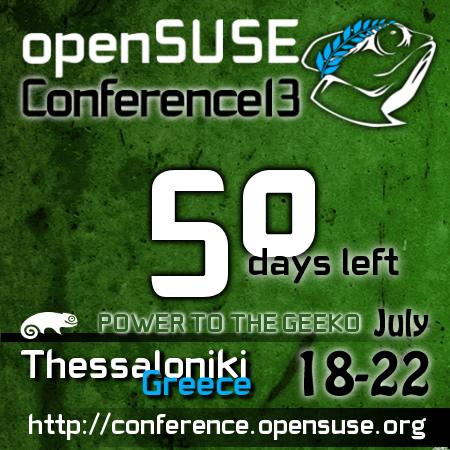 openSUSE
Conference13
50
days left
POWER TO THE GEEKO July
Thessaloniki
Greece
18-22
http://conference.opensuse.org